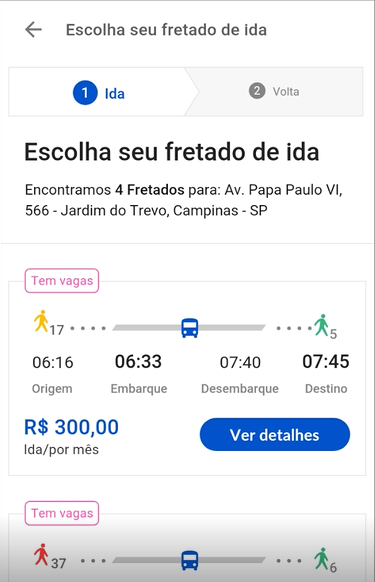 Escolha seu fretado de ida
1 Ida
2 Volta
Escolha seu fretado de ida
Encontramos 4 Fretados para: Av. Papa Paulo VI,
566 - Jardim do Trevo, Campinas - SP
Tem vagas
17 5
06:16 06:33 07:40 07:45
Origem Embarque Desembarque Destino
R$ 300,00
Ver detalhes
Ida/por mês
Tem vagas
37 6